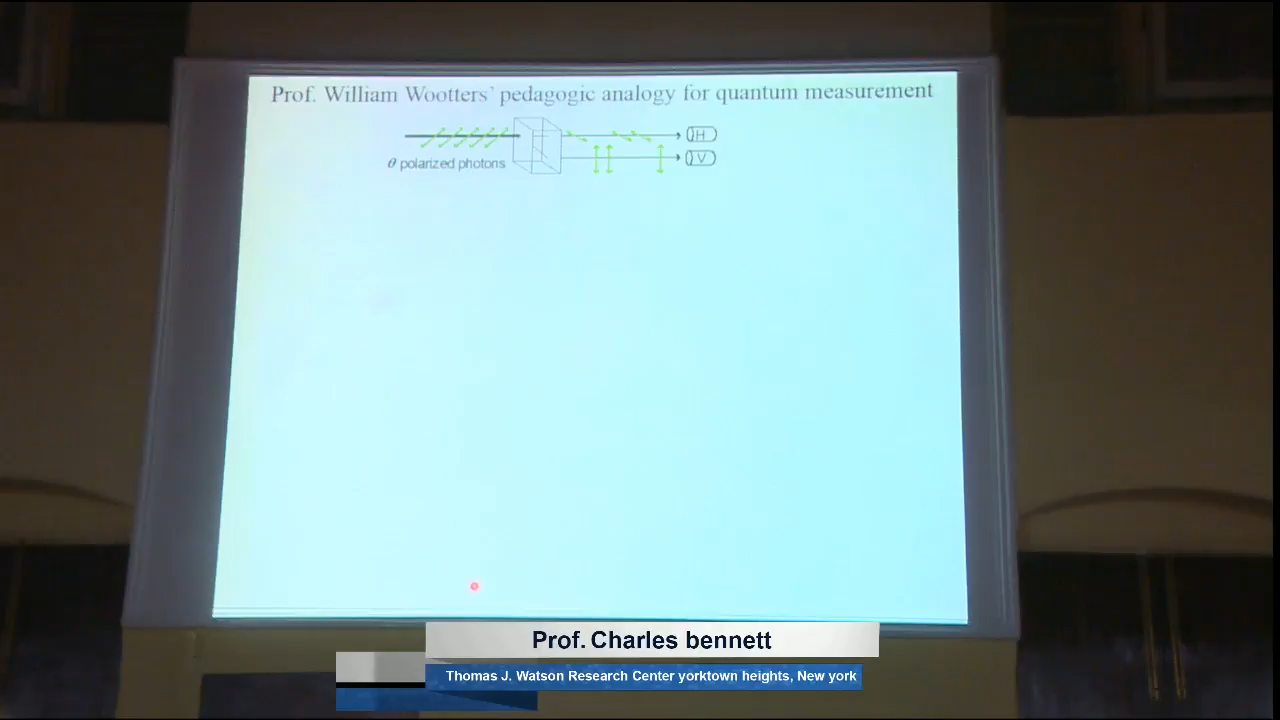 Prof. William Wootters' pedagogic analogy for quantum measurement
H
θ polarized photons
V
Prof. Charles bennett
Thomas J. Watson Research Center yorktown heights, New york